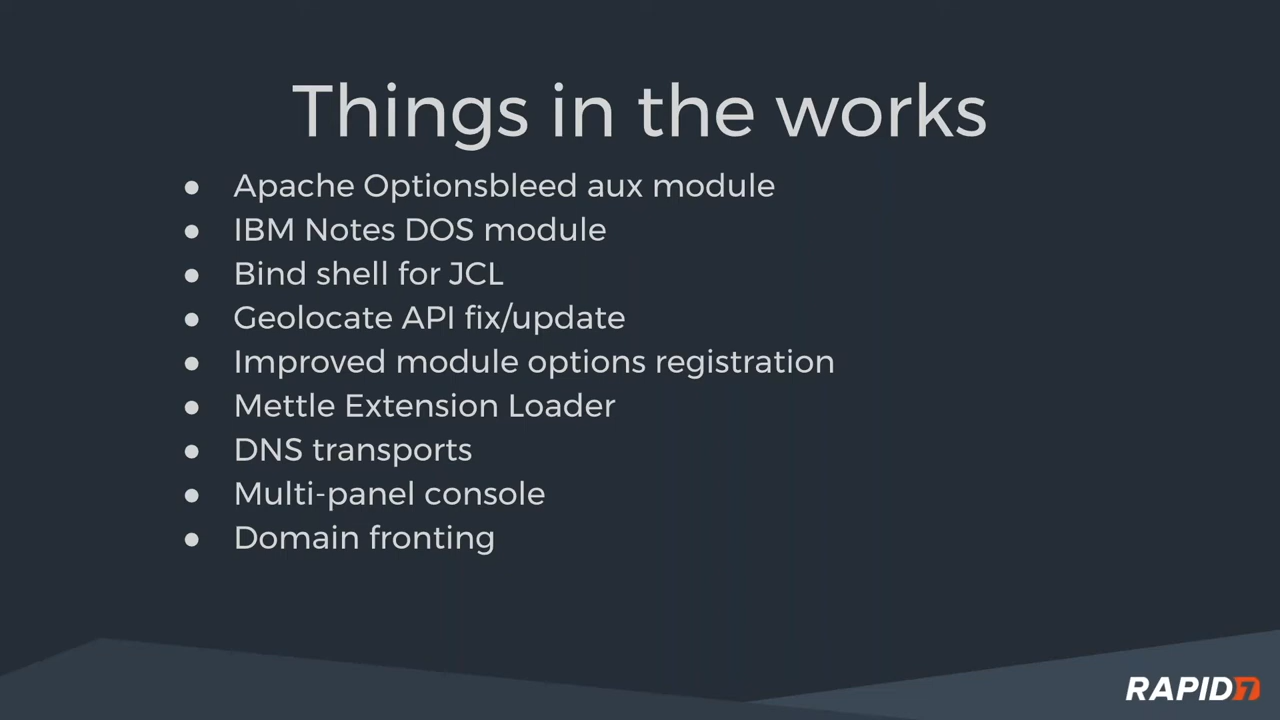 Things in the works
● Apache Optionsbleed aux module
● IBM Notes DOS module
● Bind shell for JCL
● Geolocate API fix/update
● Improved module options registration
● Mettle Extension Loader
● DNS transports
● Multi-panel console
● Domain fronting
RAPID7